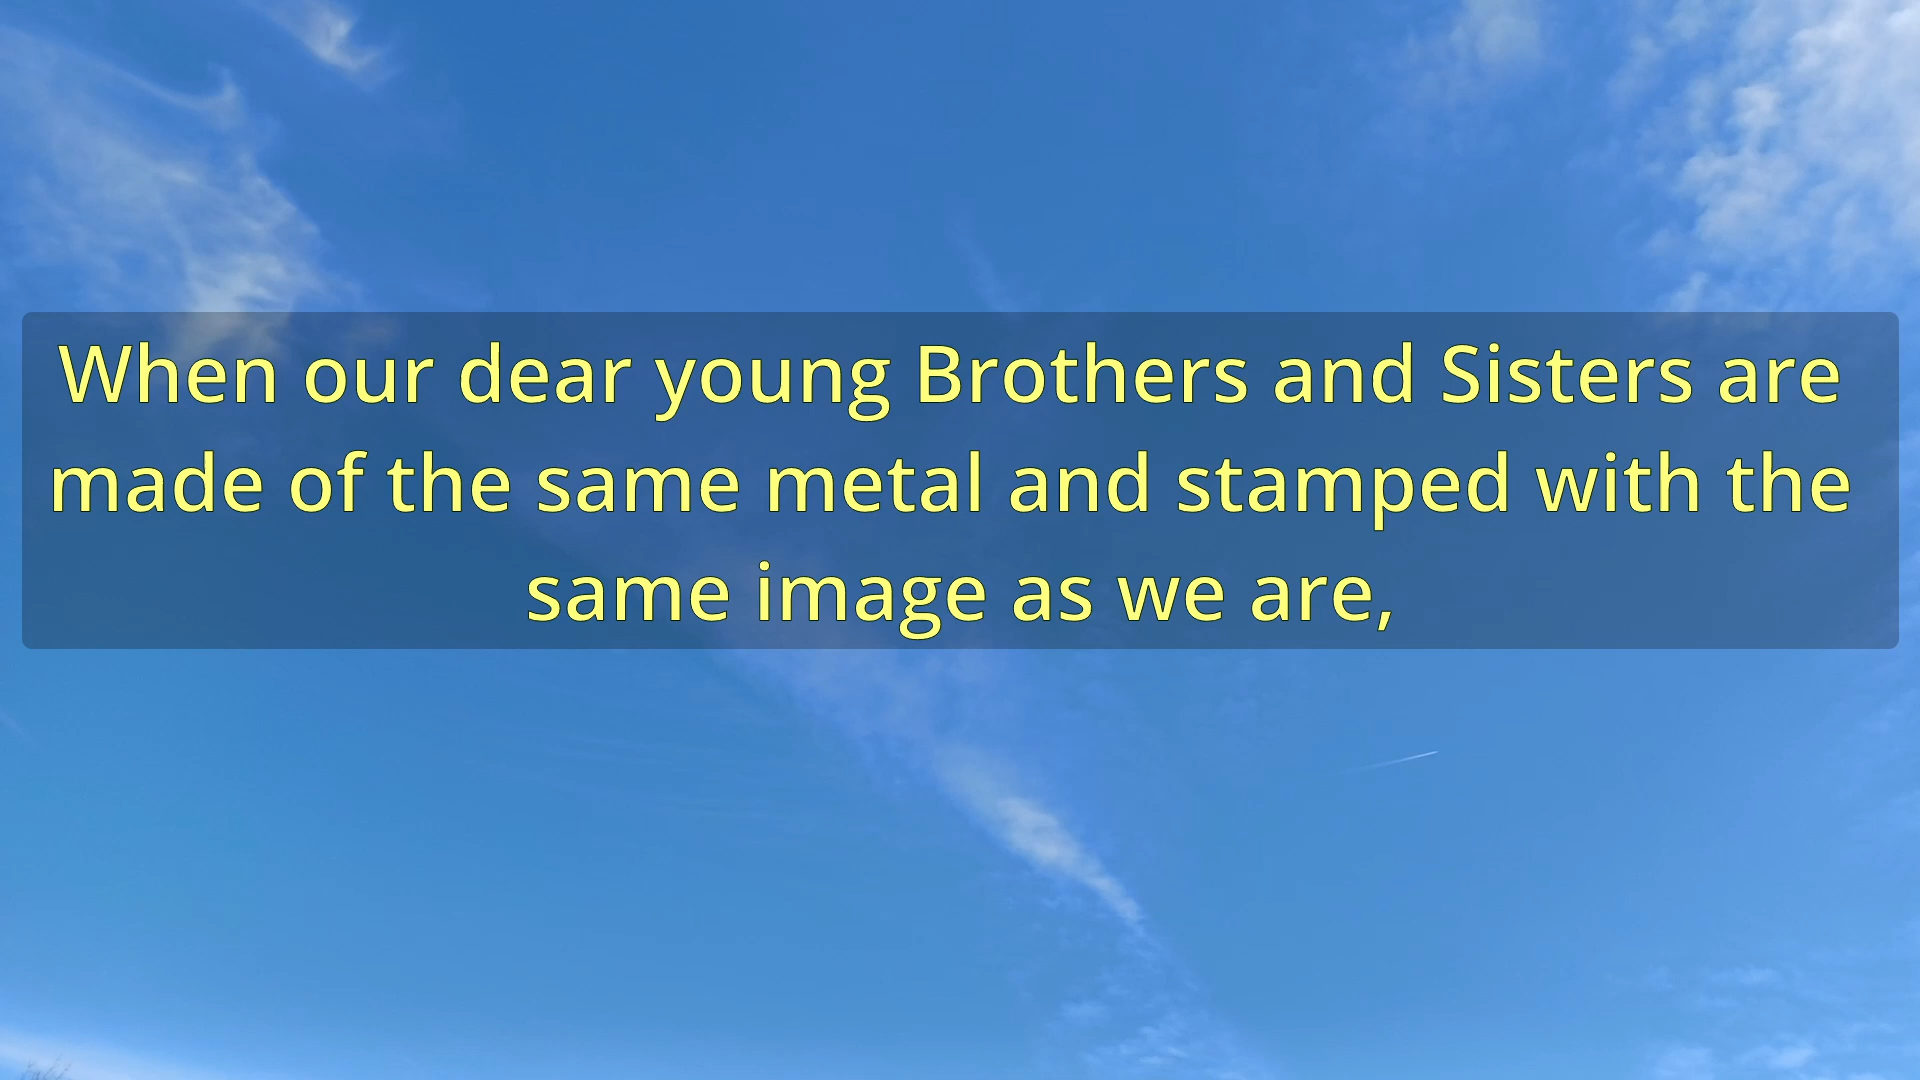 When our dear young Brothers and Sisters are
made of the same metal and stamped with the
same image as we are,